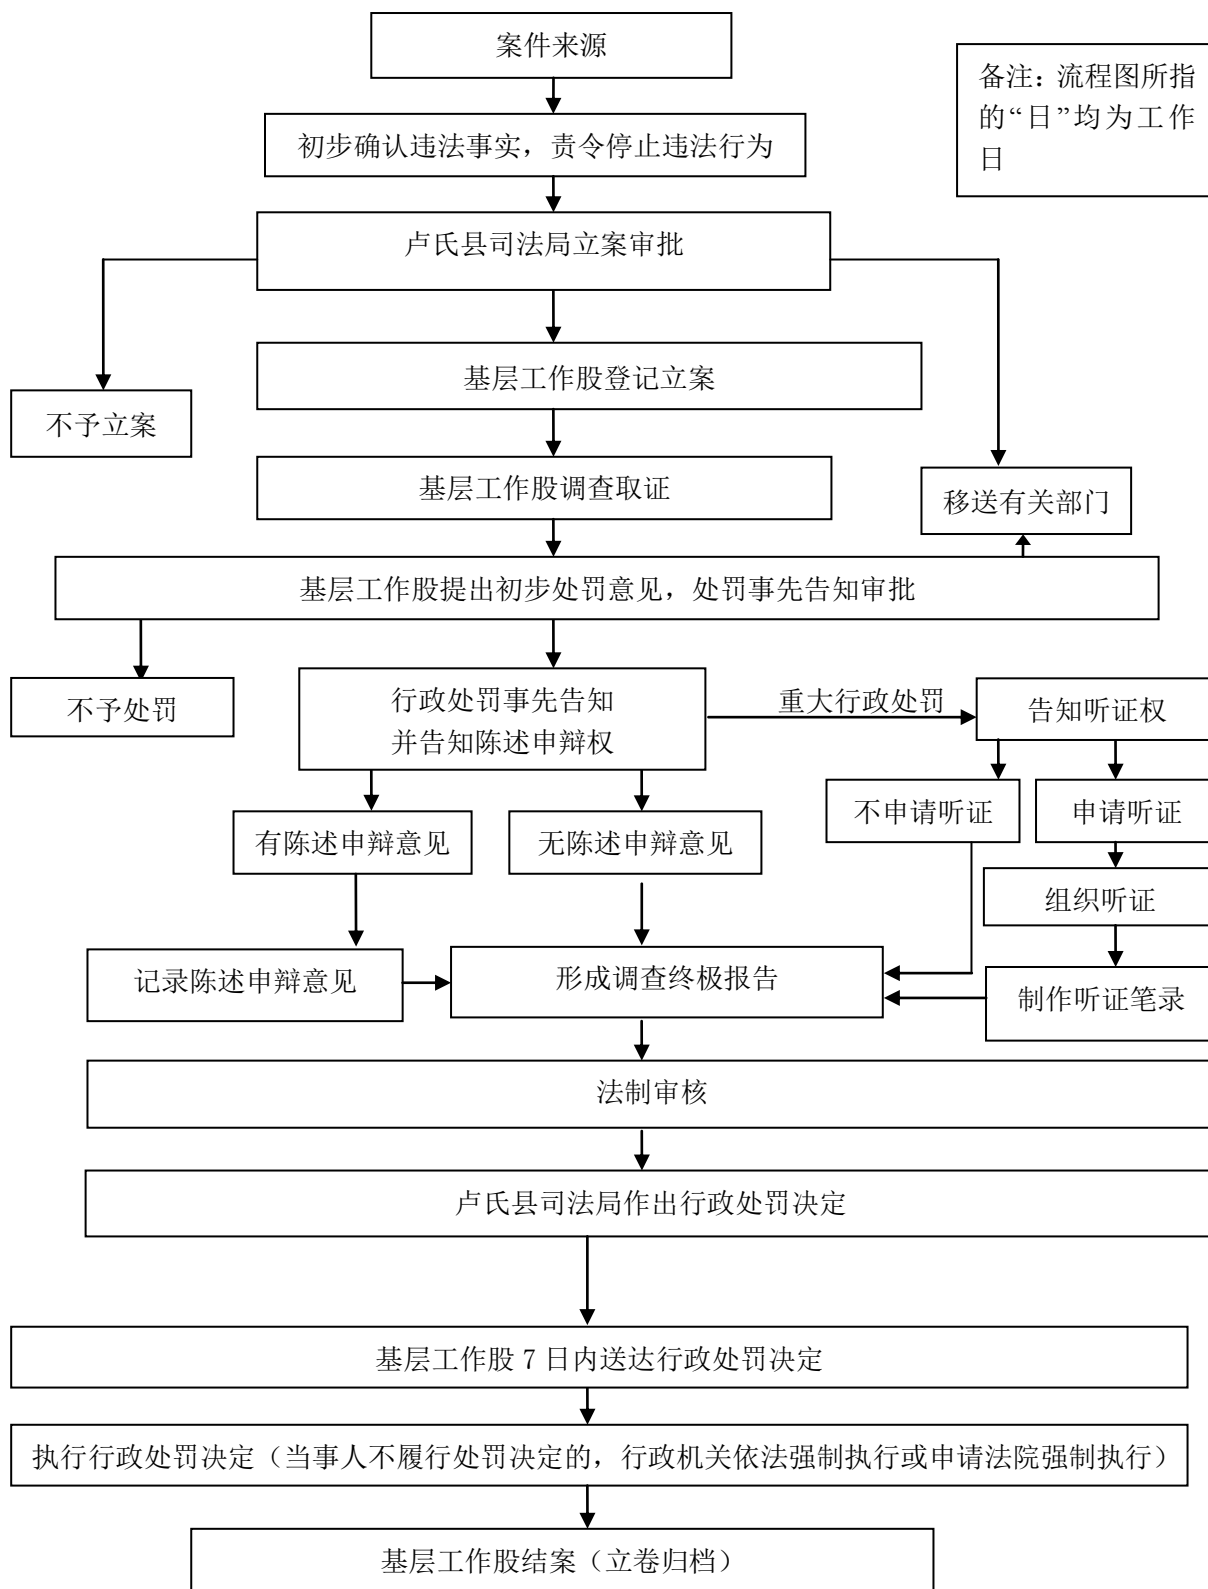 案件来源
备注：流程图所指
的“日”均为工作
日
初步确认违法事实，责令停止违法行为
卢氏县司法局立案审批
基层工作股登记立案
不予立案
基层工作股调查取证
移送有关部门
基层工作股提出初步处罚意见，处罚事先告知审批
不予处罚
行政处罚事先告知
并告知陈述申辩权
重大行政处罚
告知听证权
不申请听证
申请听证
有陈述申辩意见
无陈述申辩意见
组织听证
记录陈述申辩意见
形成调查终极报告
制作听证笔录
法制审核
卢氏县司法局作出行政处罚决定
基层工作股 7 日内送达行政处罚决定
执行行政处罚决定（当事人不履行处罚决定的，行政机关依法强制执行或申请法院强制执行）
基层工作股结案（立卷归档）